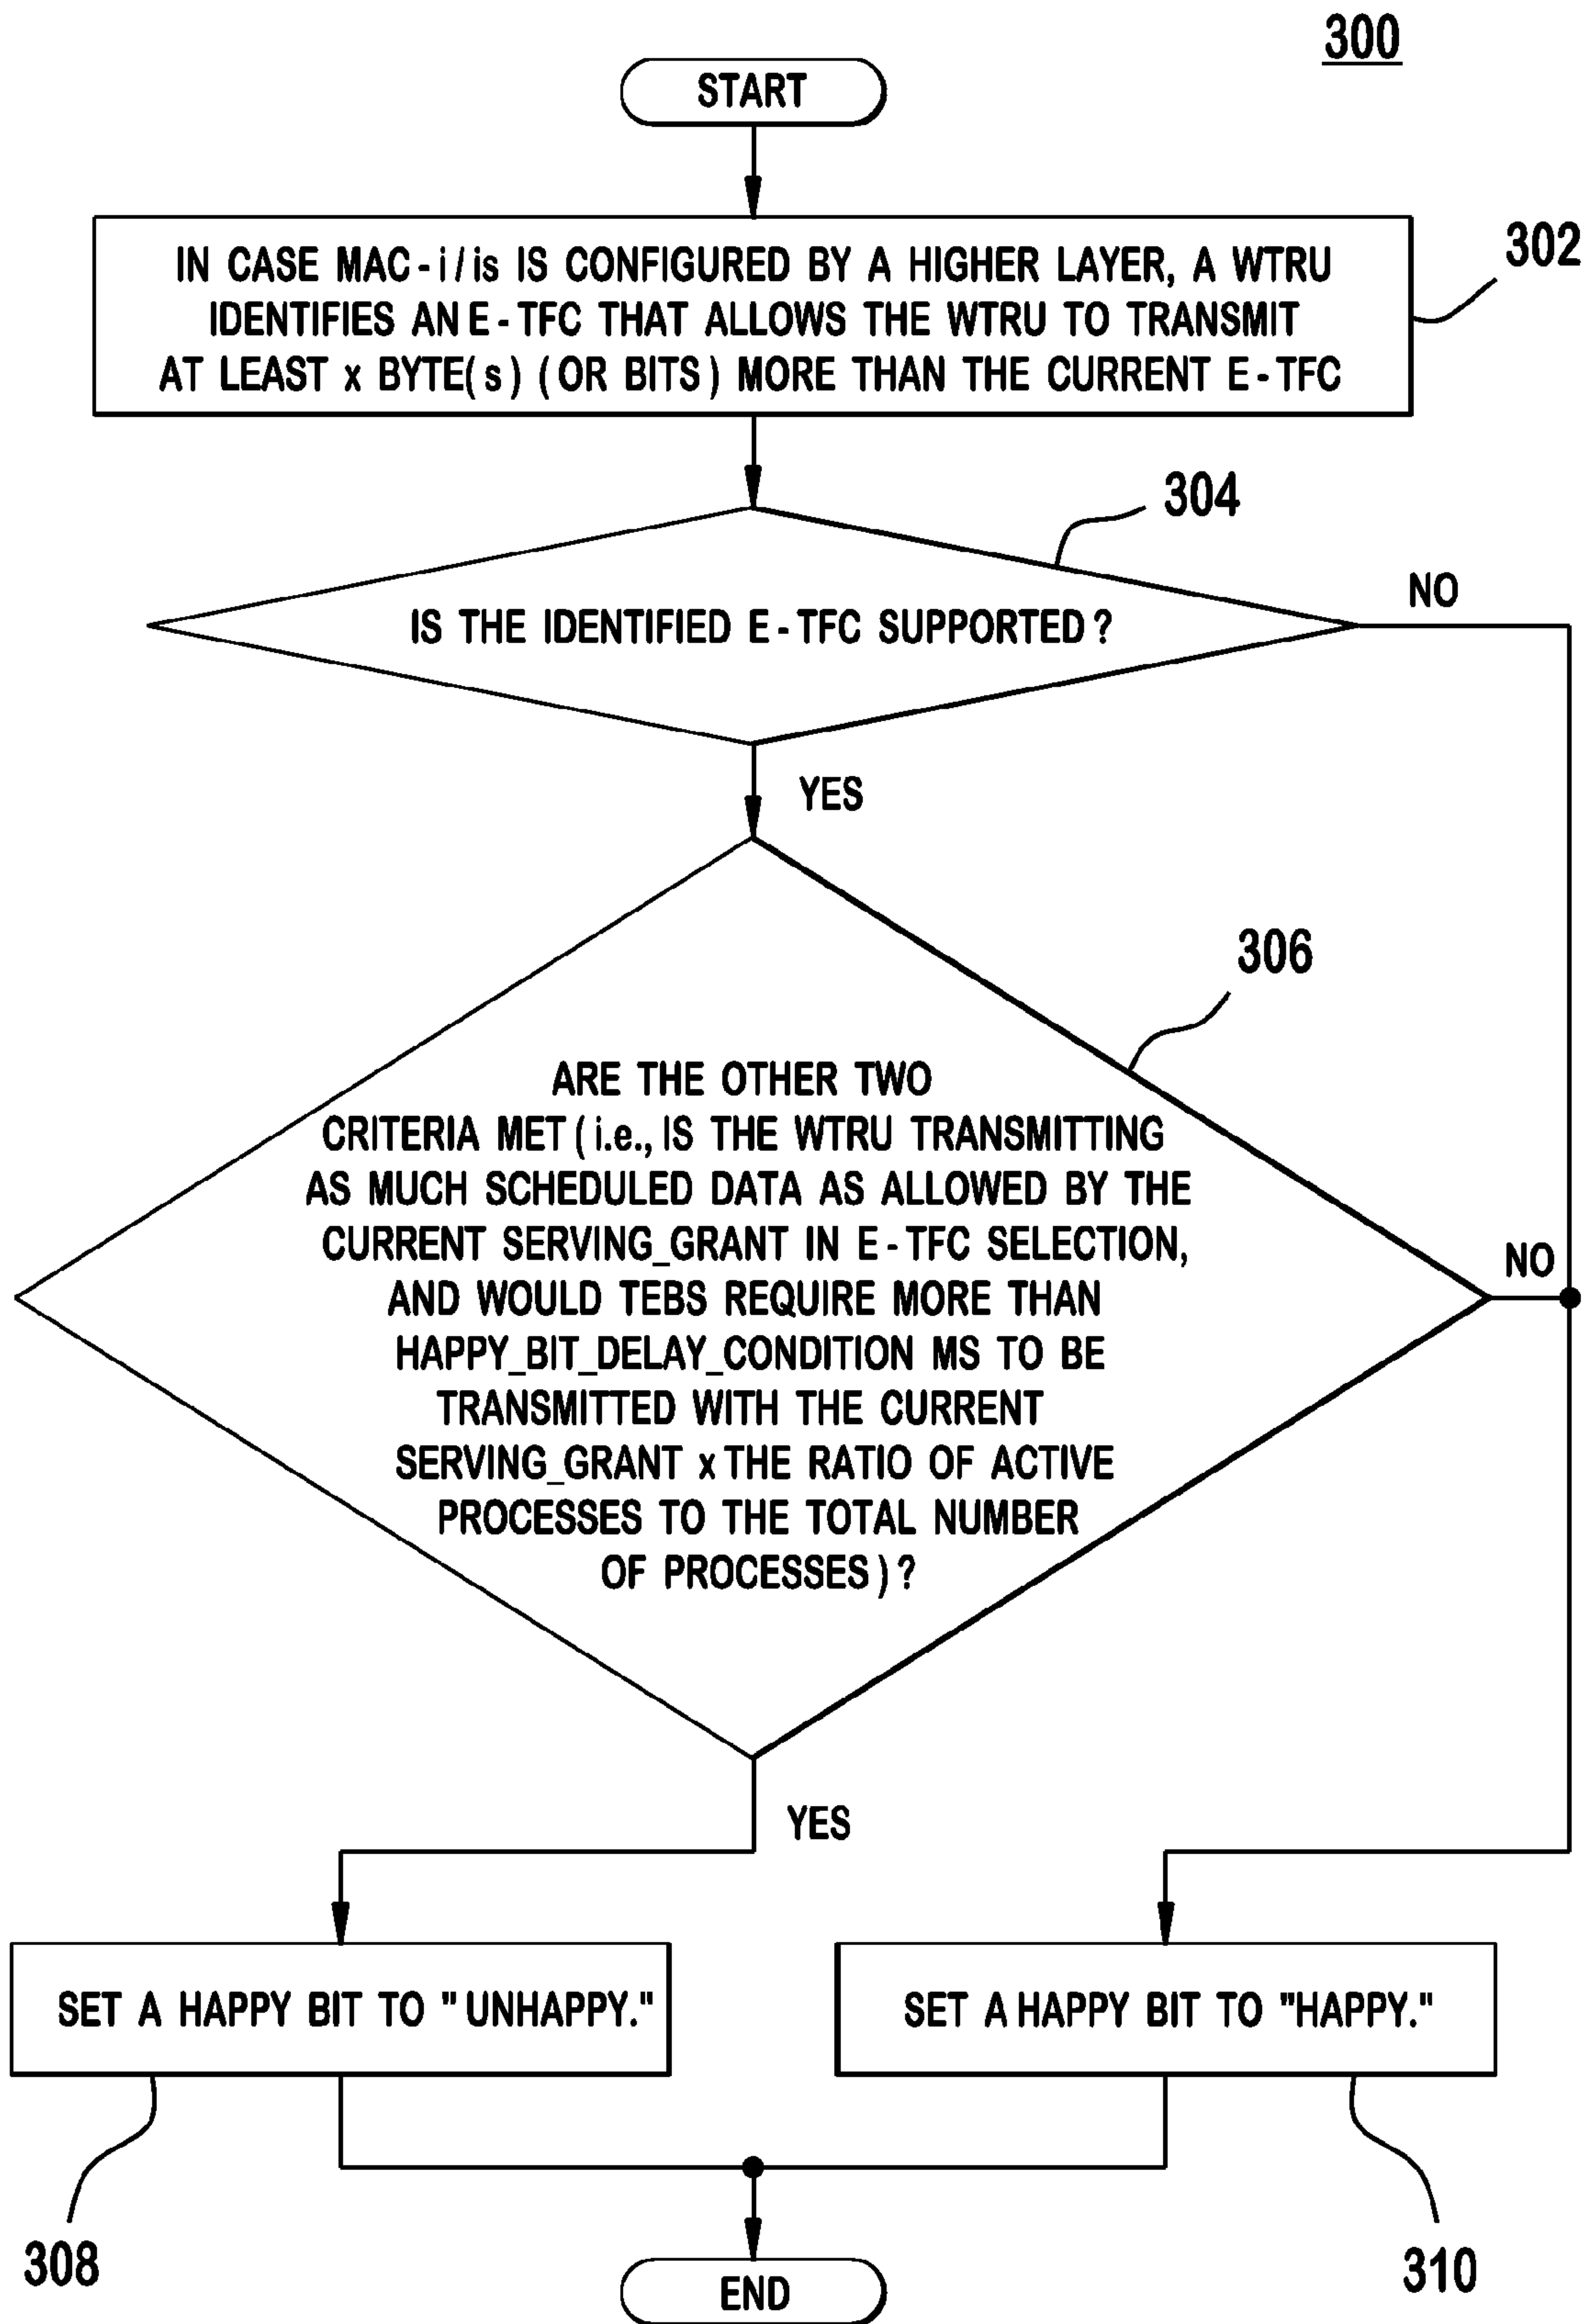 300
START
IN CASE MAC-i/is IS CONFIGURED BY A HIGHER LAYER, A WTRU
IDENTIFIES AN E-TFC THAT ALLOWS THE WTRU TO TRANSMIT
AT LEAST x BYTE(s) (OR BITS) MORE THAN THE CURRENT E-TFC
302
304
IS THE IDENTIFIED E-TFC SUPPORTED?
NO
YES
306
ARE THE OTHER TWO
CRITERIA MET (i.e., IS THE WTRU TRANSMITTING
AS MUCH SCHEDULED DATA AS ALLOWED BY THE
CURRENT SERVING_GRANT IN E-TFC SELECTION,
AND WOULD TEBS REQUIRE MORE THAN
HAPPY_BIT_DELAY_CONDITION MS TO BE
TRANSMITTED WITH THE CURRENT
SERVING_GRANT x THE RATIO OF ACTIVE
PROCESSES TO THE TOTAL NUMBER
OF PROCESSES)?
NO
YES
SET A HAPPY BIT TO "UNHAPPY."
SET A HAPPY BIT TO "HAPPY."
308
310
END